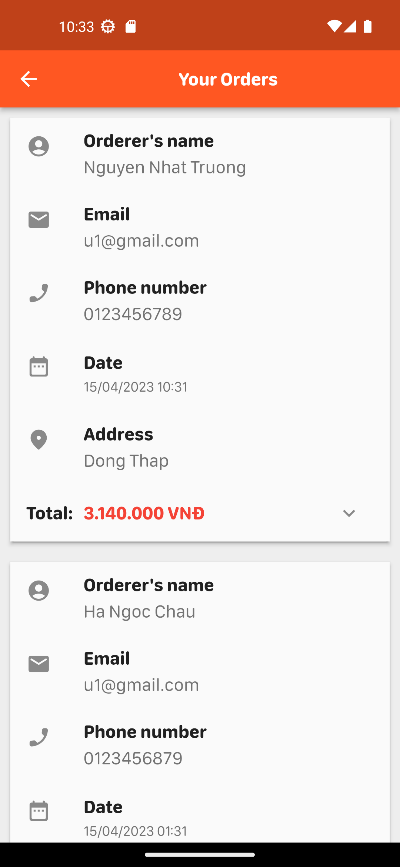 10:33
Your Orders
Orderer's name
Nguyen Nhat Truong
Email
u1@gmail.com
Phone number
0123456789
Date
15/04/2023 10:31
Address
Dong Thap
Total: 3.140.000 VNĐ
Orderer's name
Ha Ngoc Chau
Email
u1@gmail.com
Phone number
0123456879
Date
15/04/2023 01:31